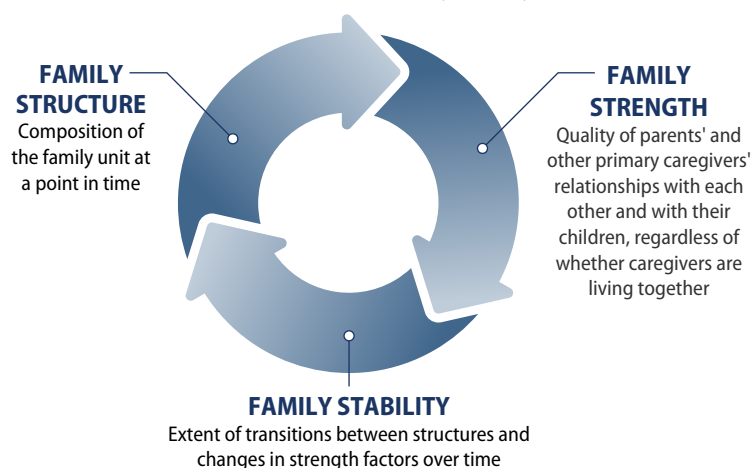 FAMILY
STRUCTURE
Composition of
the family unit at
a point in time
FAMILY
STRENGTH
Quality of parents' and
other primary caregivers'
relationships with each
other and with their
children, regardless of
whether caregivers are
living together
FAMILY STABILITY
Extent of transitions between structures and
changes in strength factors over time